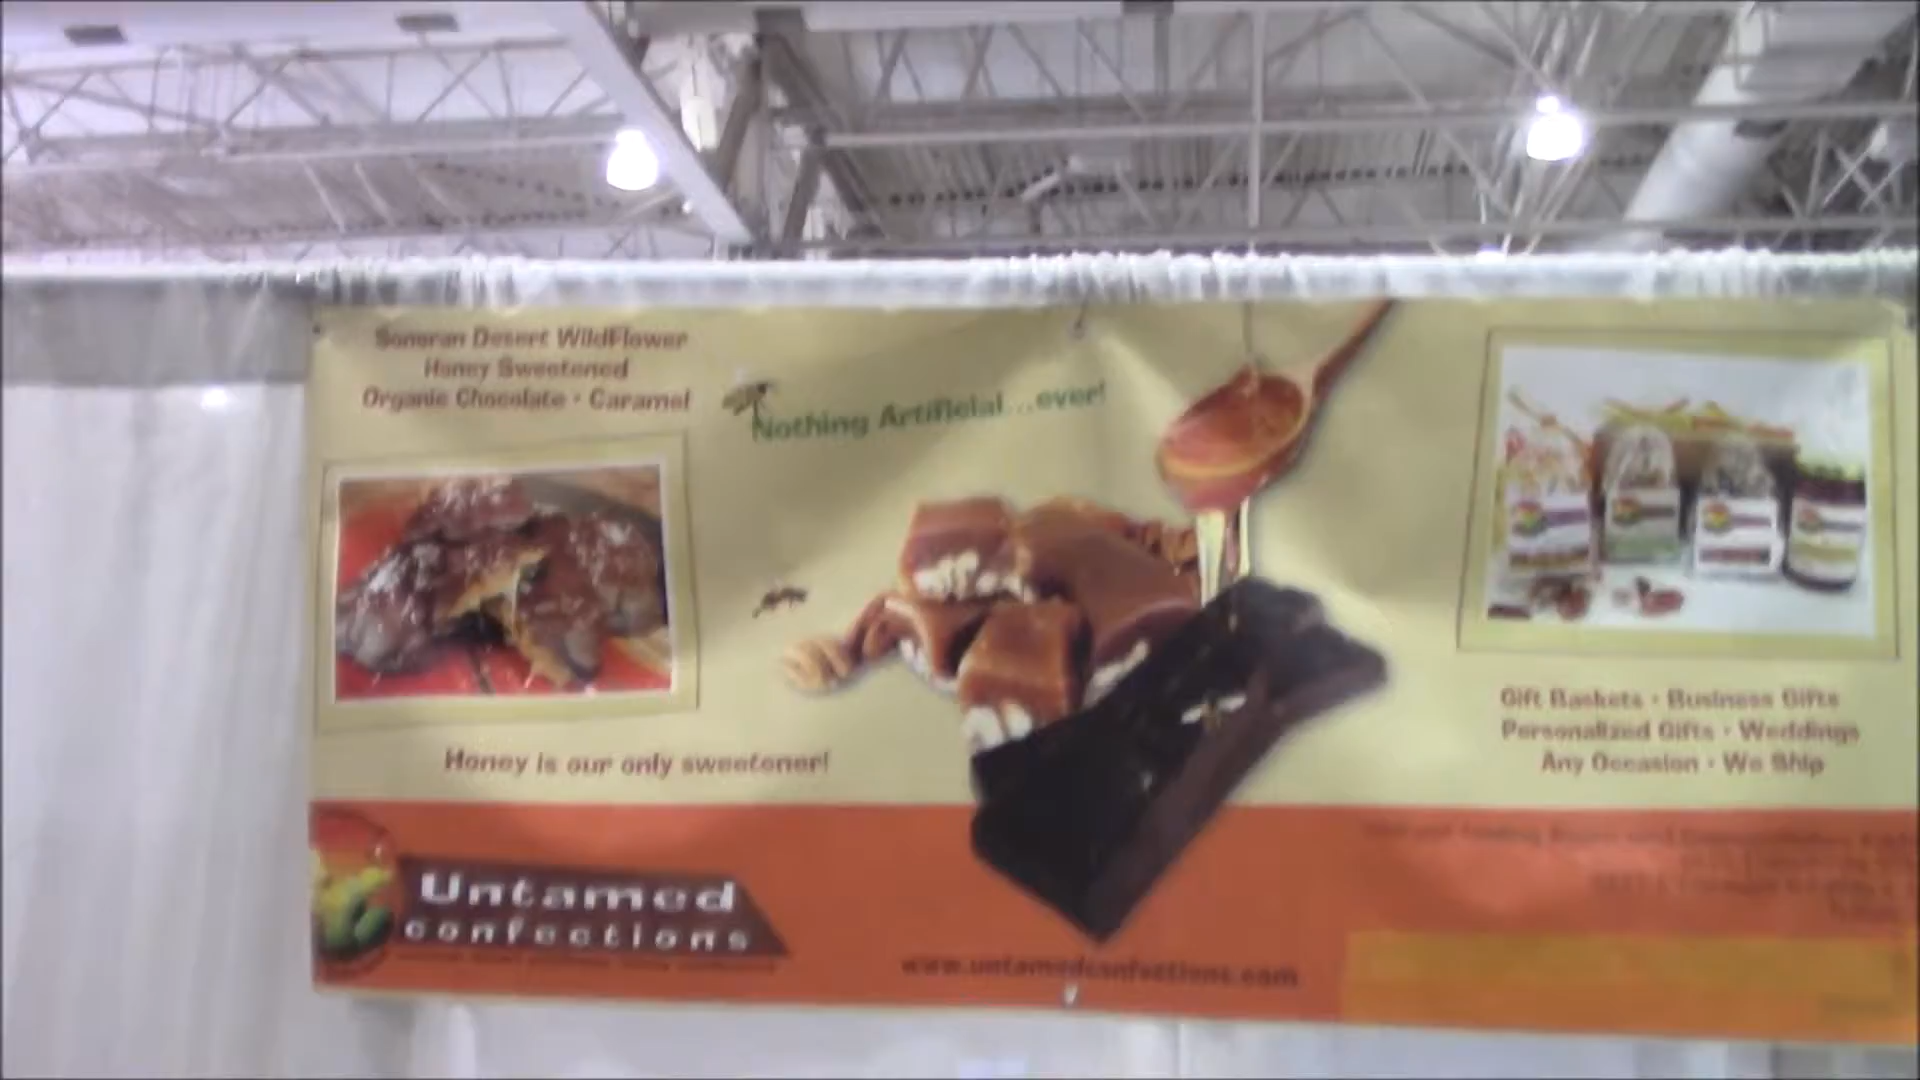 Sonoran Desert WildFlower
Honey Sweetened
Organic Chocolate • Caramel
Nothing Artificial...ever!
Honey is our only sweetener!
Gift Baskets • Business Gifts
Personalized Gifts • Weddings
Any Occasion • We Ship
Untamed
confections
www.untamedconfections.com